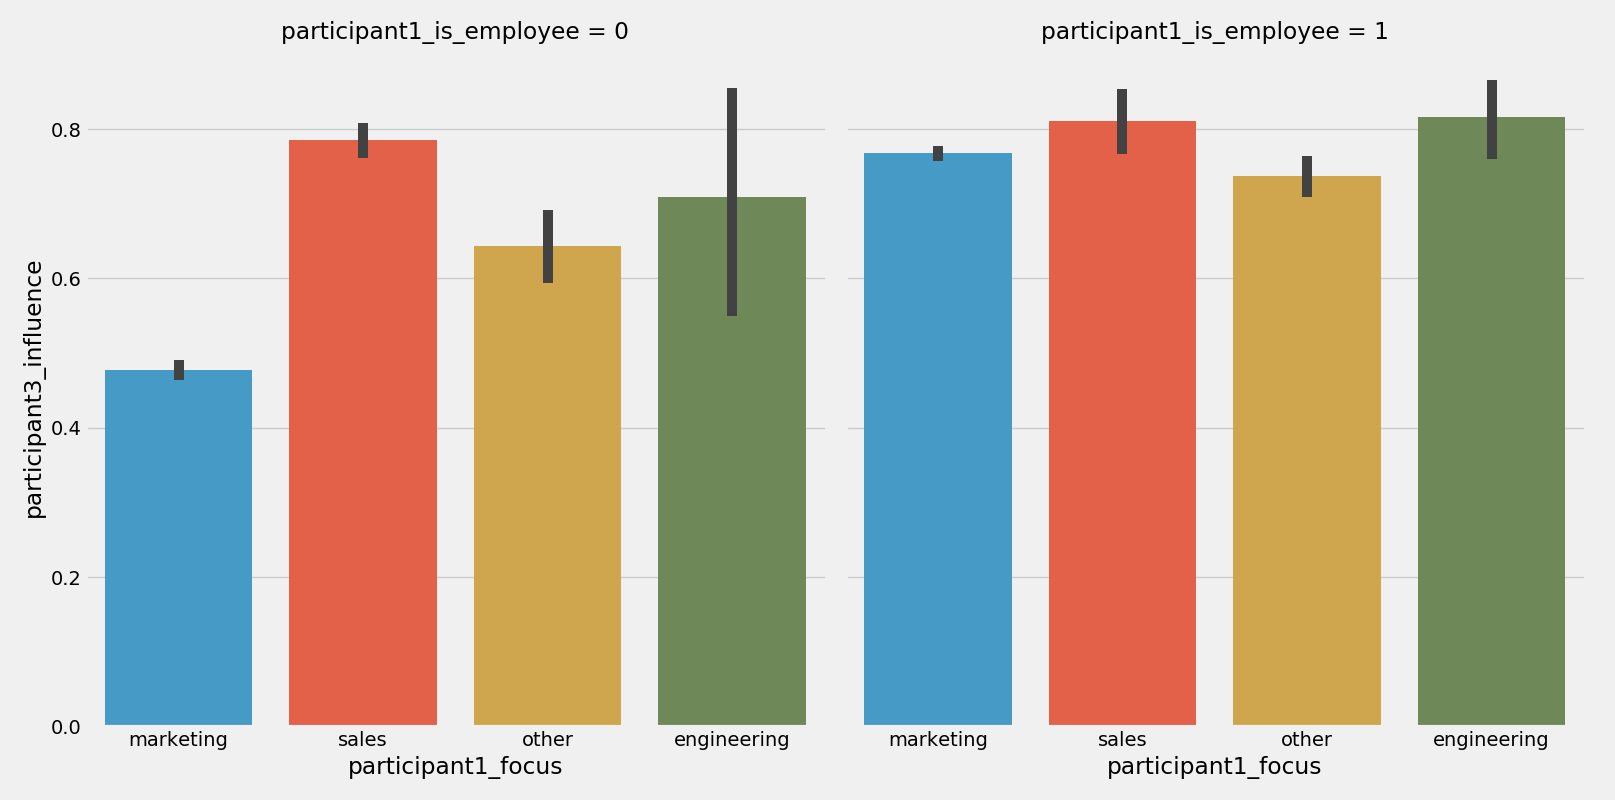 participant1_is_employee = 0
participant1_is_employee = 1
participant3_influence
0.8
0.6
0.4
0.2
0.0
marketing sales other engineering
marketing sales other engineering
participant1_focus
participant1_focus